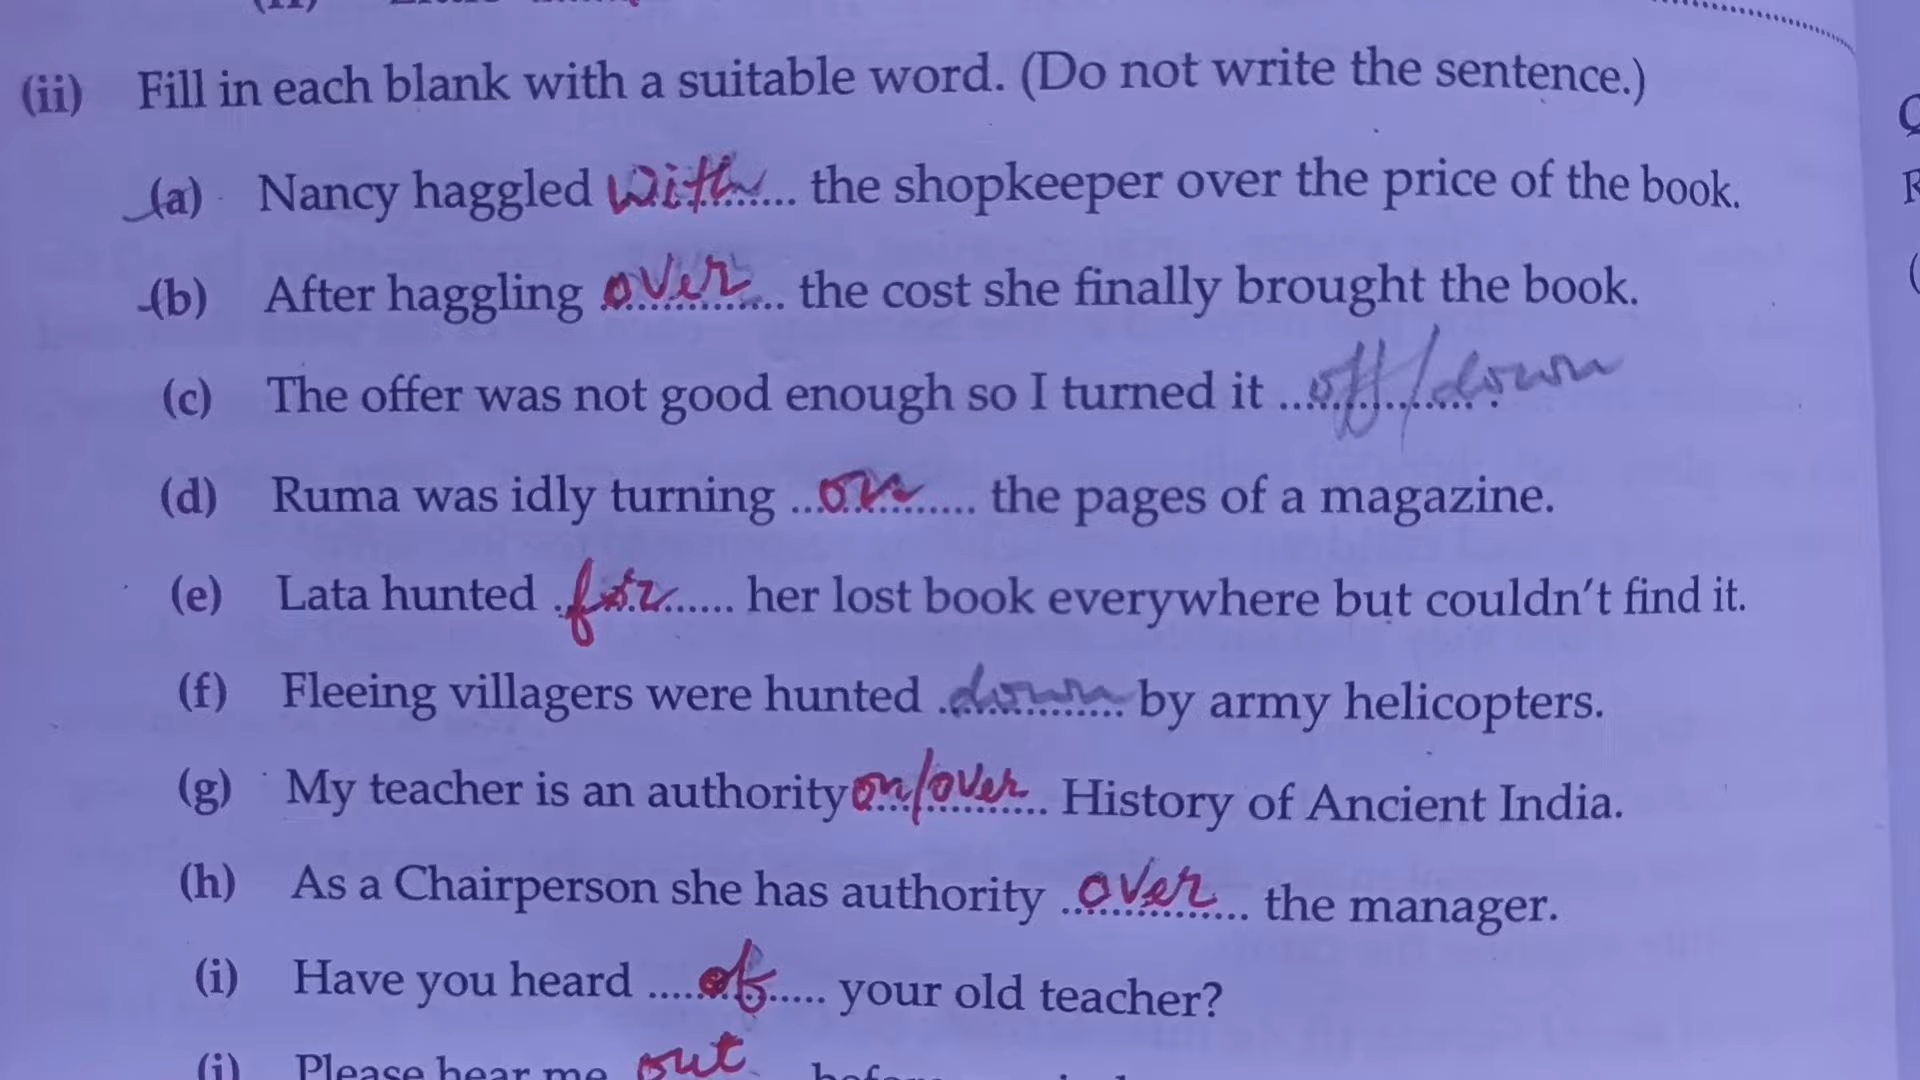 (ii) Fill in each blank with a suitable word. (Do not write the sentence.)
(a) Nancy haggled with the shopkeeper over the price of the book.
(b) After haggling over the cost she finally brought the book.
(c) The offer was not good enough so I turned it off/down
(d) Ruma was idly turning on the pages of a magazine.
(e) Lata hunted for her lost book everywhere but couldn't find it.
(f) Fleeing villagers were hunted down by army helicopters.
(g) My teacher is an authority on/over History of Ancient India.
(h) As a Chairperson she has authority over the manager.
(i) Have you heard of your old teacher?
(j) Please hear me out